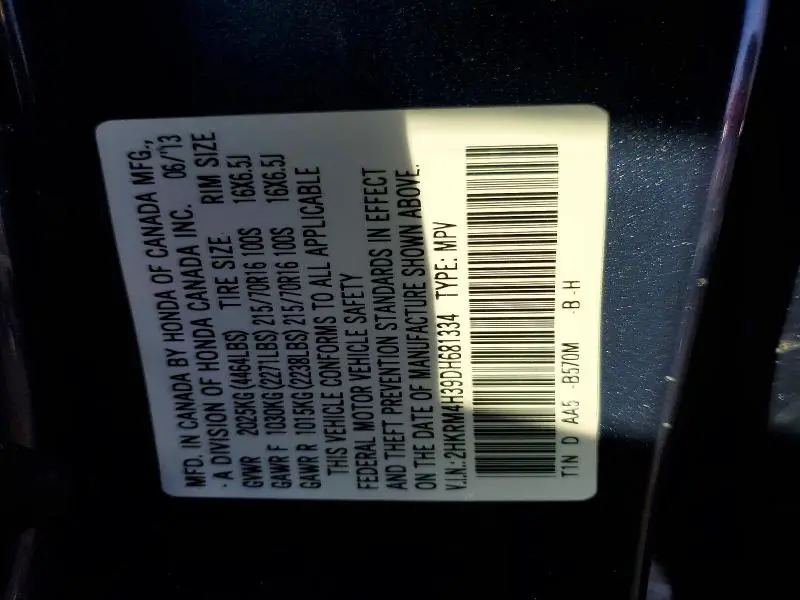 MFD. IN CANADA BY HONDA OF CANADA MFG.,
· A DIVISION OF HONDA CANADA INC. 06/'13
GVWR 2025KG (4464LBS) TIRE SIZE RIM SIZE
GAWR F 1030KG (2271LBS) 215/70R16 100S 16X6.5J
GAWR R 1015KG (2238LBS) 215/70R16 100S 16X6.5J
THIS VEHICLE CONFORMS TO ALL APPLICABLE
FEDERAL MOTOR VEHICLE SAFETY
AND THEFT PREVENTION STANDARDS IN EFFECT
ON THE DATE OF MANUFACTURE SHOWN ABOVE.
V.I.N.: 2HKRM4H39DH681334 TYPE: MPV
T1N D AA5 -B570M -B -H